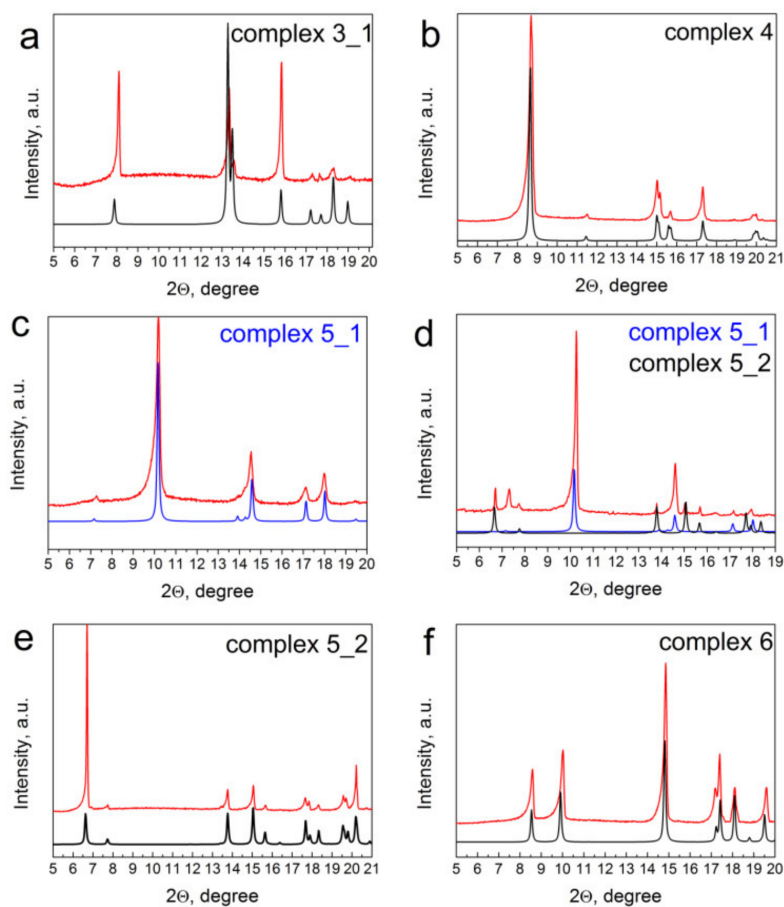 a
complex 3_1
Intensity, a.u.
5 6 7 8 9 10 11 12 13 14 15 16 17 18 19 20
2Θ, degree
b
complex 4
Intensity, a.u.
5 6 7 8 9 10 11 12 13 14 15 16 17 18 19 20 21
2Θ, degree
c
complex 5_1
Intensity, a.u.
5 6 7 8 9 10 11 12 13 14 15 16 17 18 19 20
2Θ, degree
d
complex 5_1
complex 5_2
Intensity, a.u.
5 6 7 8 9 10 11 12 13 14 15 16 17 18 19
2Θ, degree
e
complex 5_2
Intensity, a.u.
5 6 7 8 9 10 11 12 13 14 15 16 17 18 19 20 21
2Θ, degree
f
complex 6
Intensity, a.u.
5 6 7 8 9 10 11 12 13 14 15 16 17 18 19 20
2Θ, degree